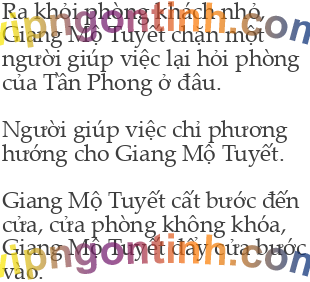 Ra khỏi phòng khách nhỏ,
Giang Mộ Tuyết chặn một
người giúp việc lại hỏi phòng
của Tần Phong ở đâu.
Người giúp việc chỉ phương
hướng cho Giang Mộ Tuyết.
Giang Mộ Tuyết cất bước đến
cửa, cửa phòng không khóa,
Giang Mộ Tuyết đẩy cửa bước
vào.